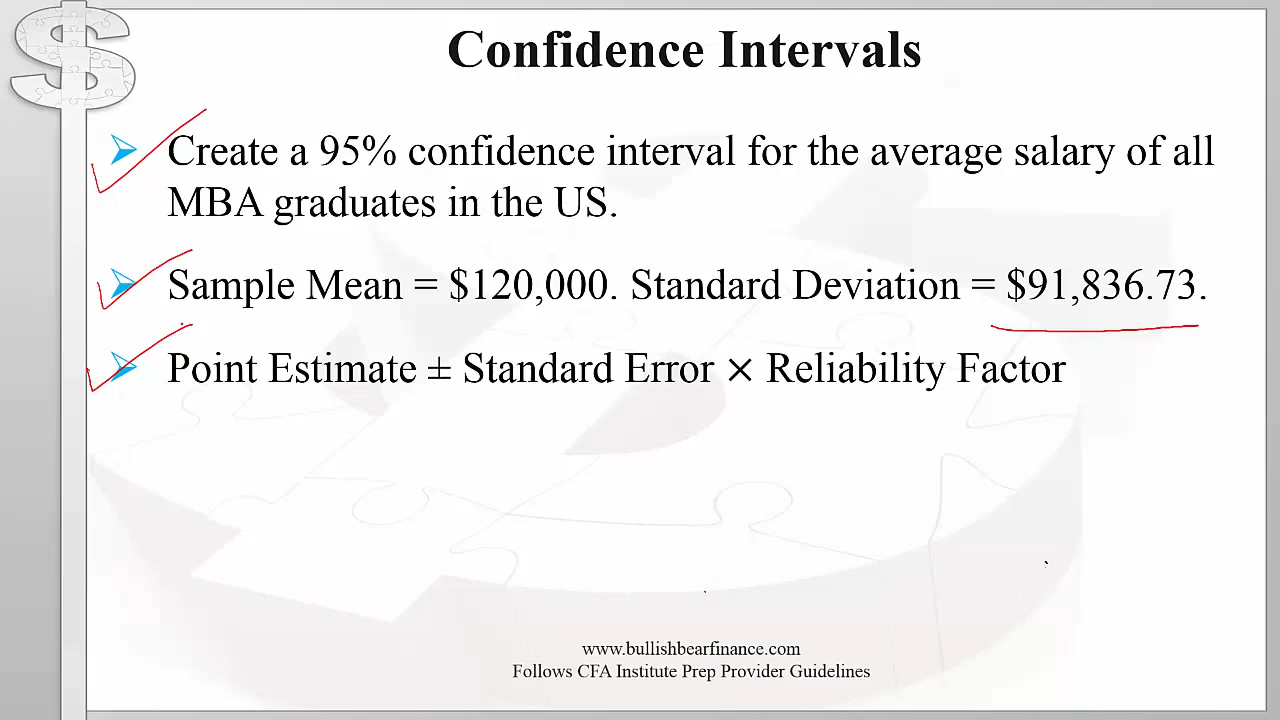 Confidence Intervals
Create a 95% confidence interval for the average salary of all
MBA graduates in the US.
Sample Mean = $120,000. Standard Deviation = $91,836.73.
Point Estimate ± Standard Error × Reliability Factor
www.bullishbearfinance.com
Follows CFA Institute Prep Provider Guidelines